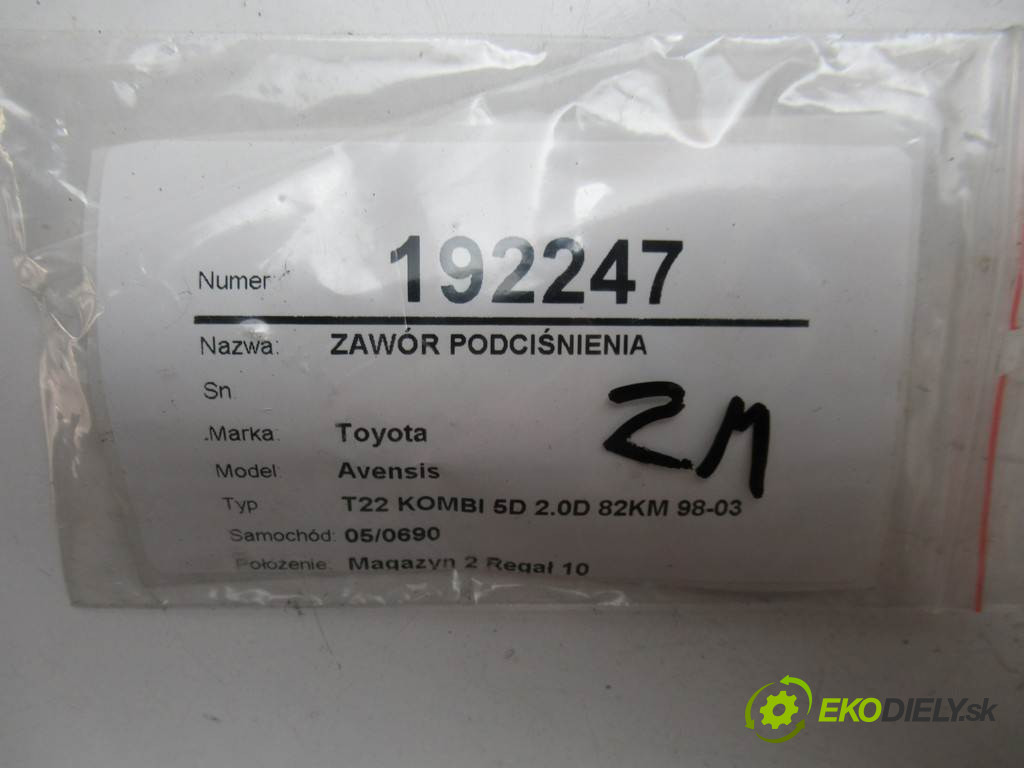 Numer: 192247
Nazwa: ZAWÓR PODCIŚNIENIA
Sn
Marka: Toyota
ZM
Model: Avensis
Typ T22 KOMBI 5D 2.0D 82KM 98-03
Samochód: 05/0690
Położenie: Magazyn 2 Regał 10
EKODIELY.sk